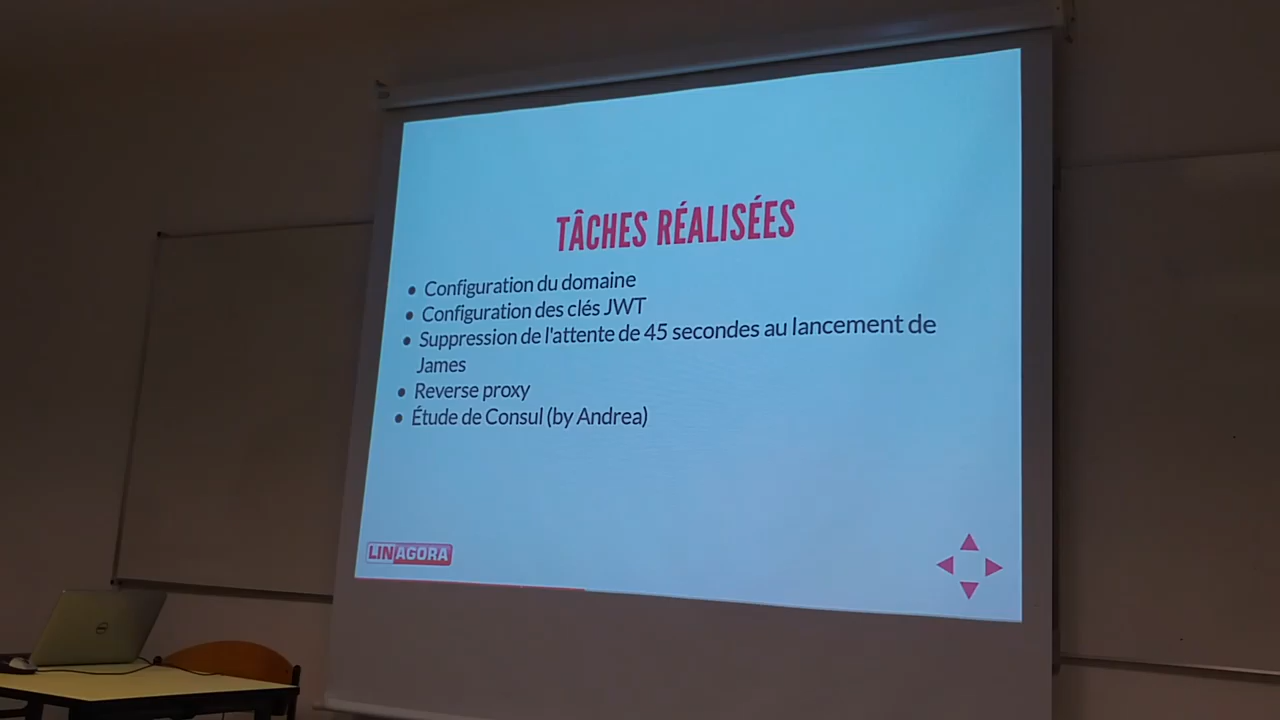 TÂCHES RÉALISÉES
Configuration du domaine
Configuration des clés JWT
Suppression de l'attente de 45 secondes au lancement de
James
Reverse proxy
Étude de Consul (by Andrea)
LINAGORA
DELL